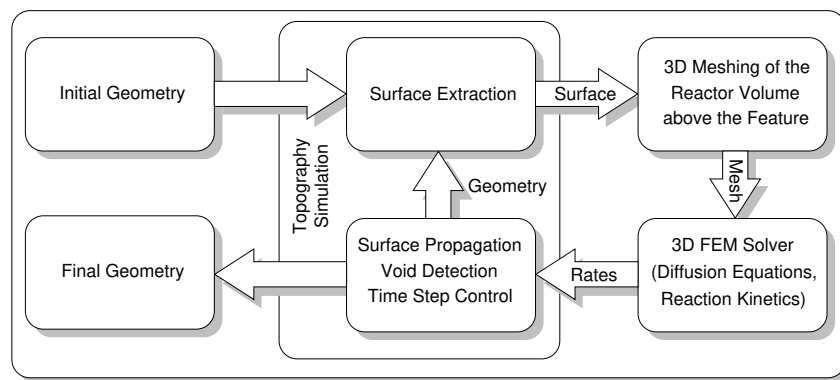 Initial Geometry
Surface Extraction
Surface
3D Meshing of the
Reactor Volume
above the Feature
Topography
Simulation
Geometry
Mesh
Final Geometry
Surface Propagation
Void Detection
Time Step Control
Rates
3D FEM Solver
(Diffusion Equations,
Reaction Kinetics)